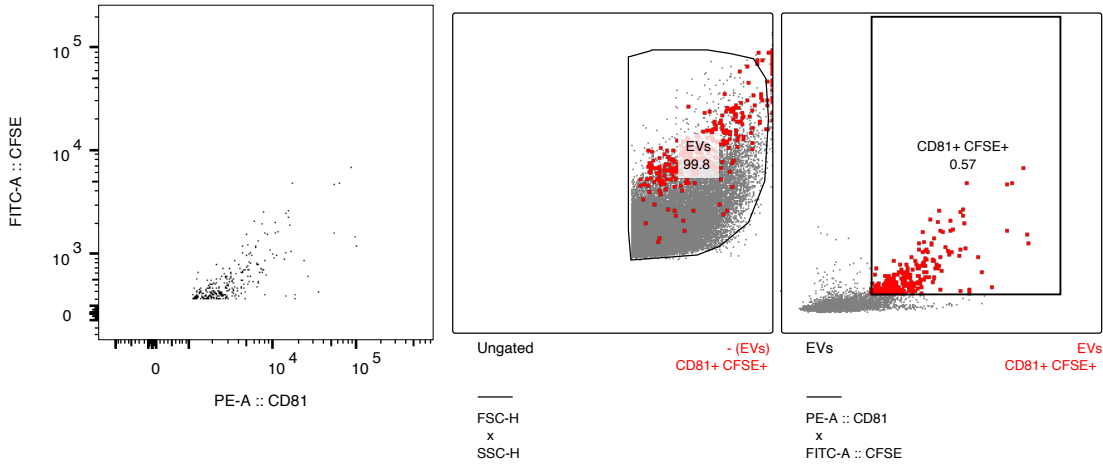 FITC-A :: CFSE
10^5
10^4
10^3
0
0
10^4
10^5
PE-A :: CD81
EVs
99.8
Ungated
- (EVs)
CD81+ CFSE+
FSC-H
x
SSC-H
CD81+ CFSE+
0.57
EVs
EVs
CD81+ CFSE+
PE-A :: CD81
x
FITC-A :: CFSE